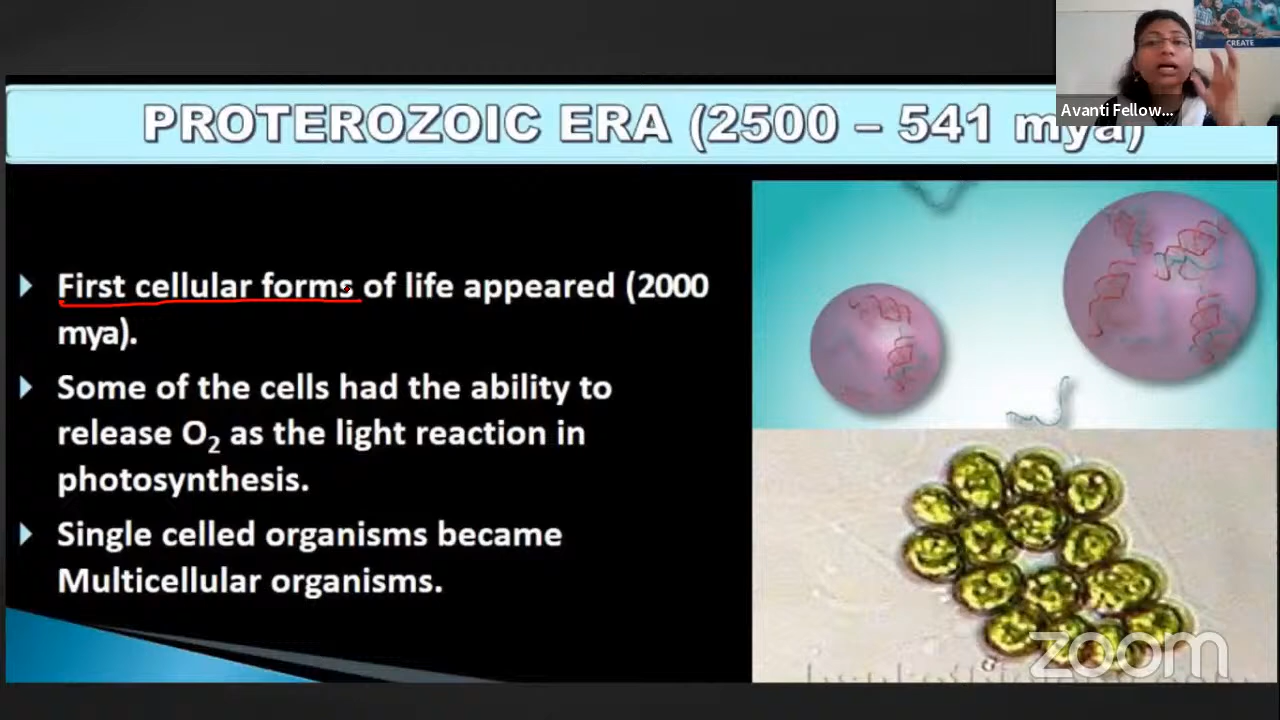 CREATE
Avanti Fellow...
PROTEROZOIC ERA (2500 – 541 mya)
First cellular forms of life appeared (2000
mya).
Some of the cells had the ability to
release O₂ as the light reaction in
photosynthesis.
Single celled organisms became
Multicellular organisms.
zoom